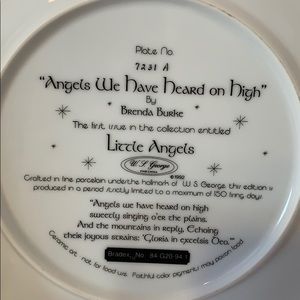 Plate No.
7231 A
"Angels We Have Heard on High"
By
Brenda Burke
The first issue in the collection entitled
Little Angels
W S George
©1992
Crafted in fine porcelain under the hallmark of W. S. George this edition is
produced in a period strictly limited to a maximum of 150 firing days
"Angels we have heard on high
sweetly singing o'er the plains.
And the mountains in reply, Echoing
their joyous strains: 'Gloria in excelsis Deo."
Bradex No. 84 G20 94.1
Ceramic art - not for food use. Faithful color pigments may poison food